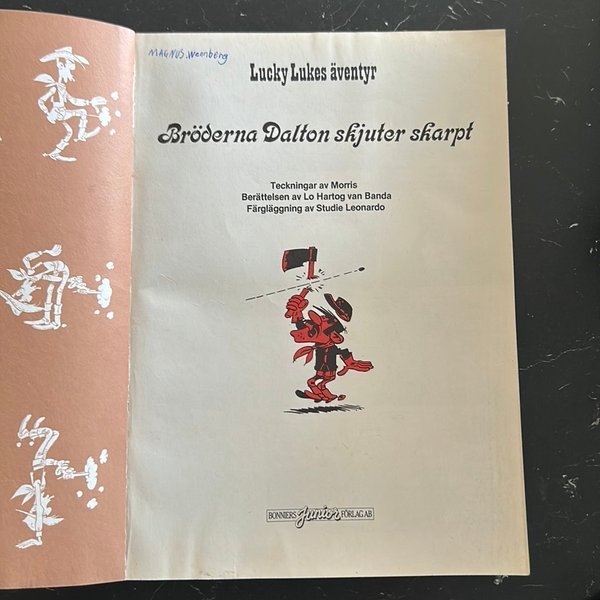 MAGNUS. Wennberg
Lucky Lukes äventyr
Bröderna Dalton skjuter skarpt
Teckningar av Morris
Berättelsen av Lo Hartog van Banda
Färgläggning av Studie Leonardo
BONNIERS Junior FÖRLAG AB